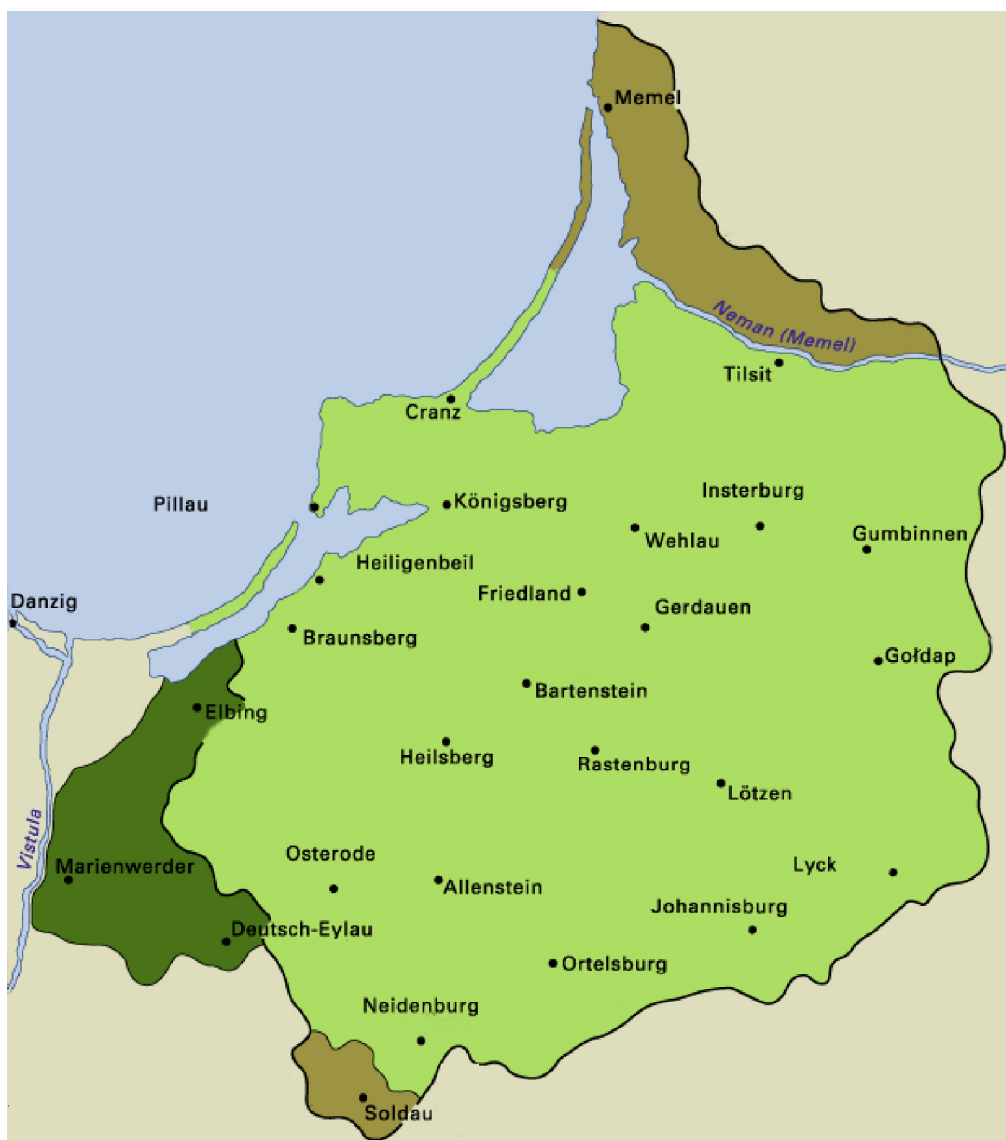 Memel
Neman (Memel)
Tilsit
Cranz
Pillau
Königsberg
Insterburg
Wehlau
Gumbinnen
Heiligenbeil
Friedland
Danzig
Gerdauen
Braunsberg
Gołdap
Bartenstein
Elbing
Heilsberg
Rastenburg
Lötzen
Vistula
Osterode
Marienwerder
Lyck
Allenstein
Johannisburg
Deutsch-Eylau
Ortelsburg
Neidenburg
Soldau